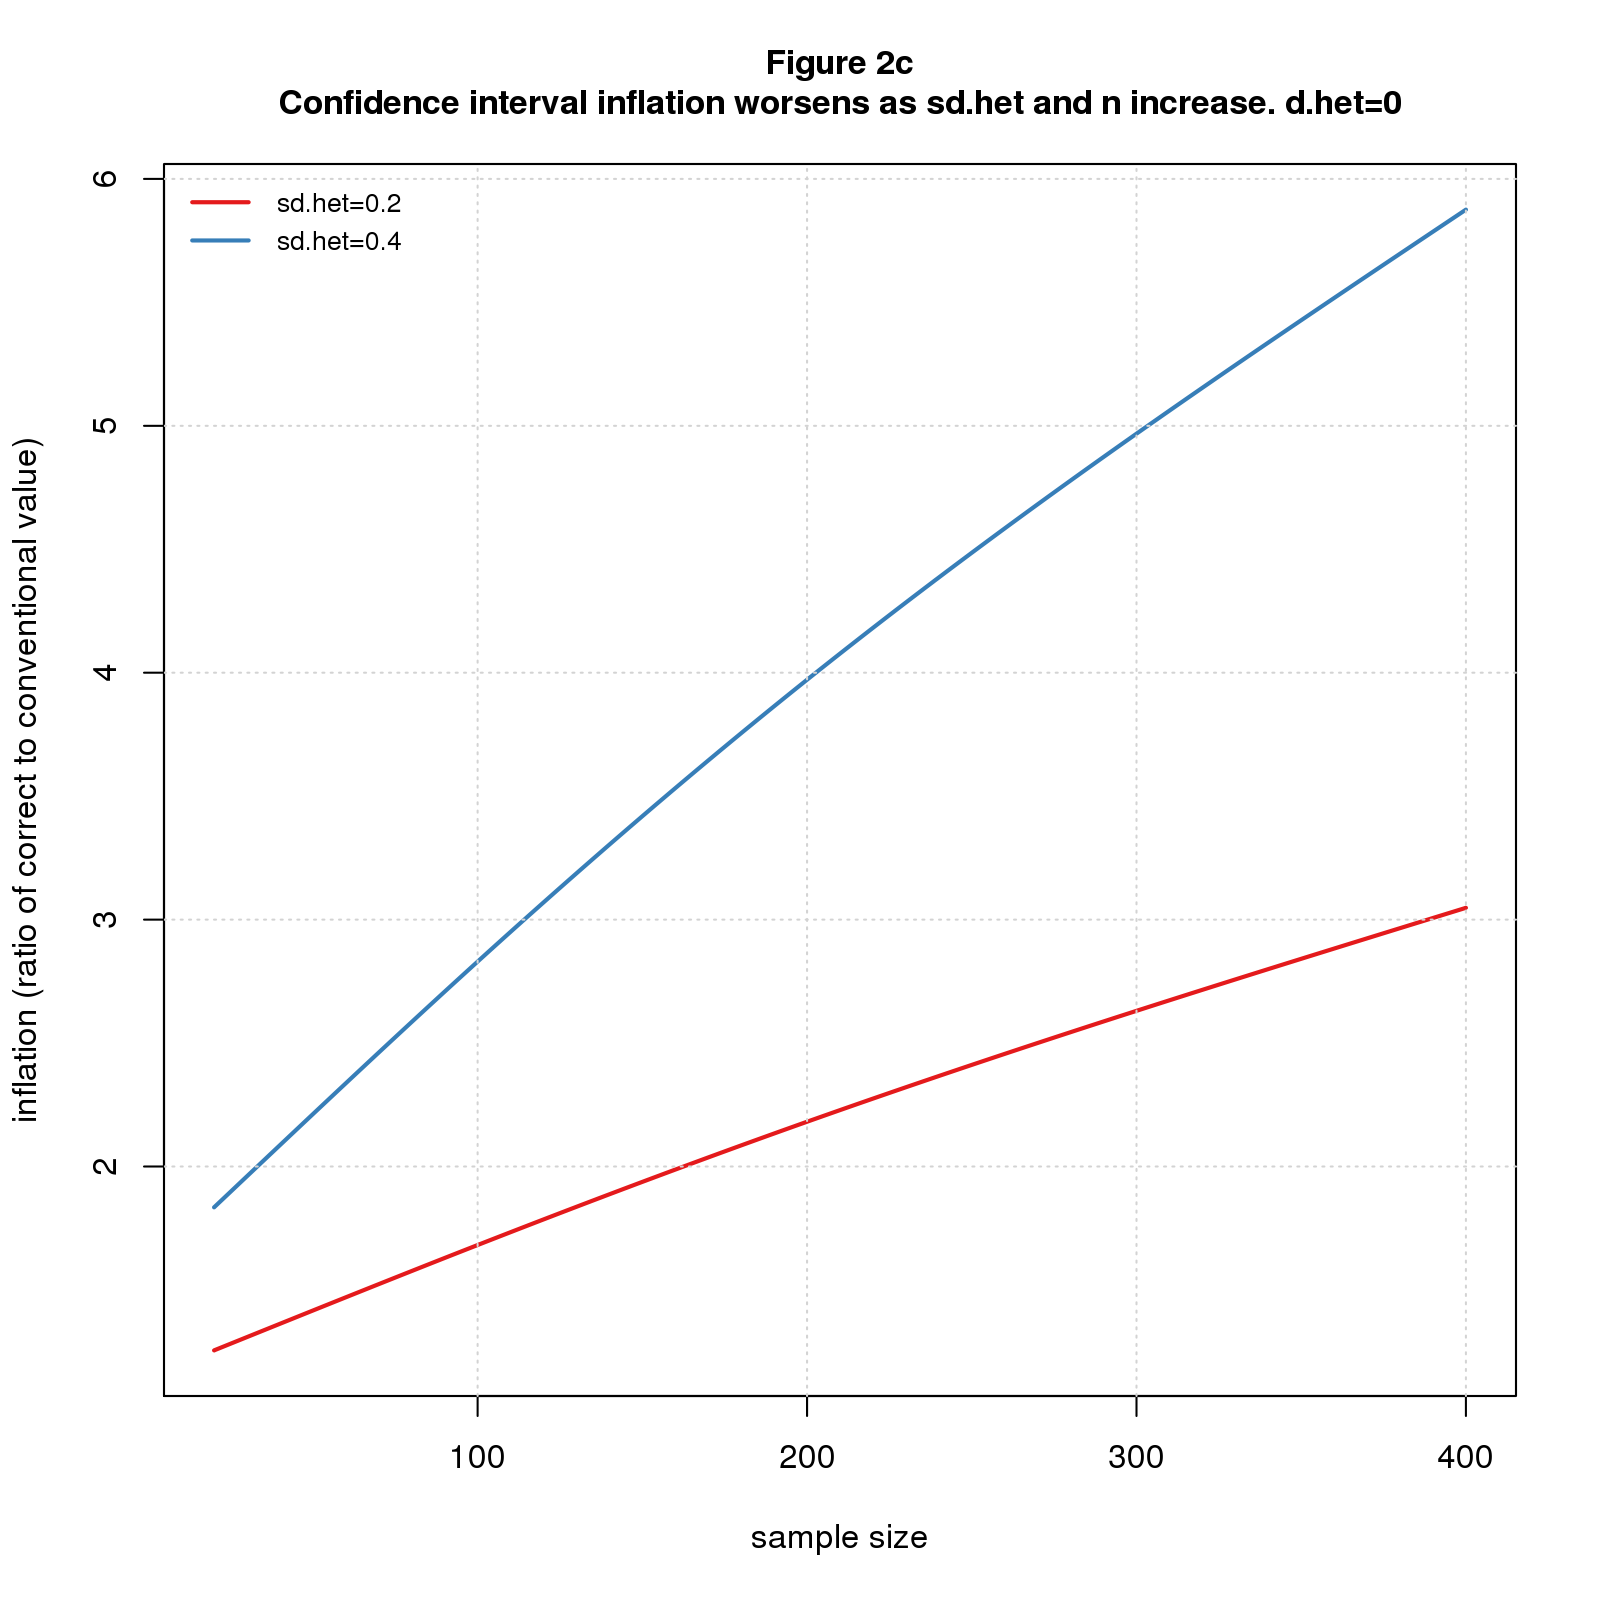 Figure 2c
Confidence interval inflation worsens as sd.het and n increase. d.het=0
sd.het=0.2
sd.het=0.4
6
5
4
3
2
inflation (ratio of correct to conventional value)
100 200 300 400
sample size